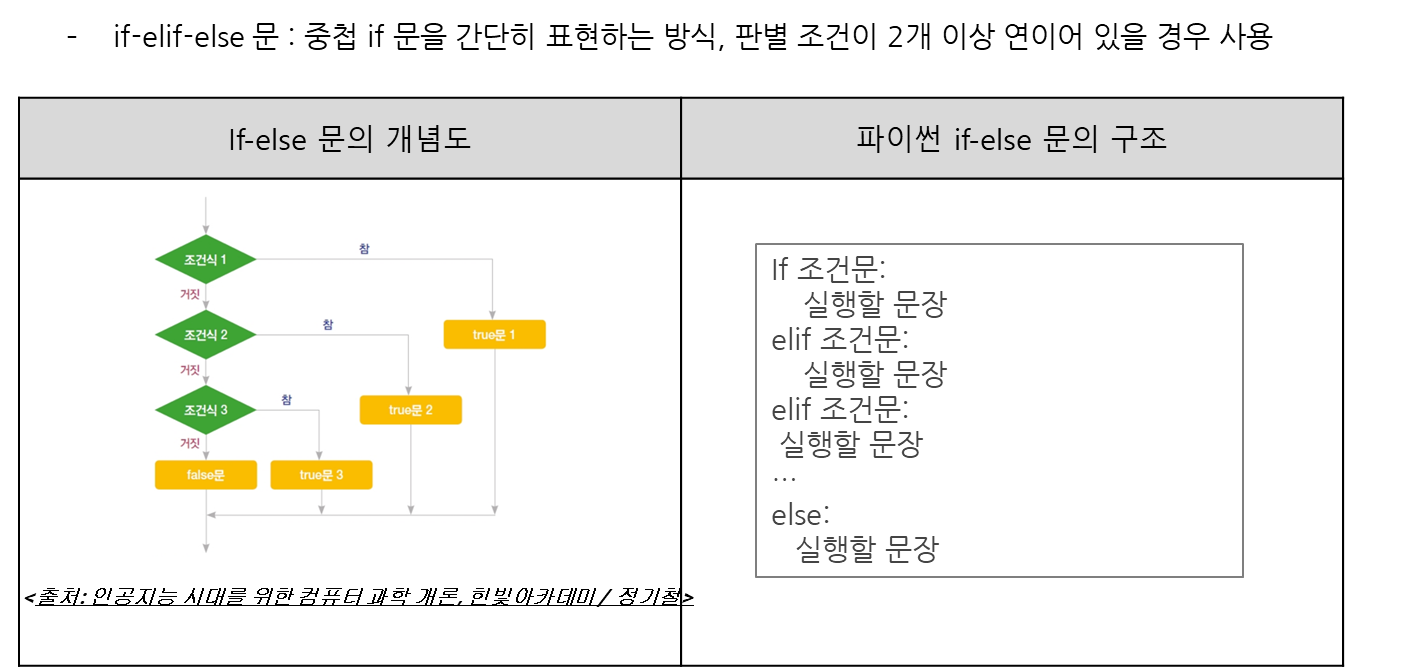 - if-elif-else 문 : 중첩 if 문을 간단히 표현하는 방식, 판별 조건이 2개 이상 연이어 있을 경우 사용
If-else 문의 개념도
파이썬 if-else 문의 구조
조건식 1
참
거짓
true문 1
조건식 2
참
거짓
true문 2
조건식 3
참
거짓
false문
true문 3
<출처: 인공지능 시대를 위한 컴퓨터 과학 개론, 힌빛아카데미 / 정기철>
If 조건문:
실행할 문장
elif 조건문:
실행할 문장
elif 조건문:
실행할 문장
…
else:
실행할 문장